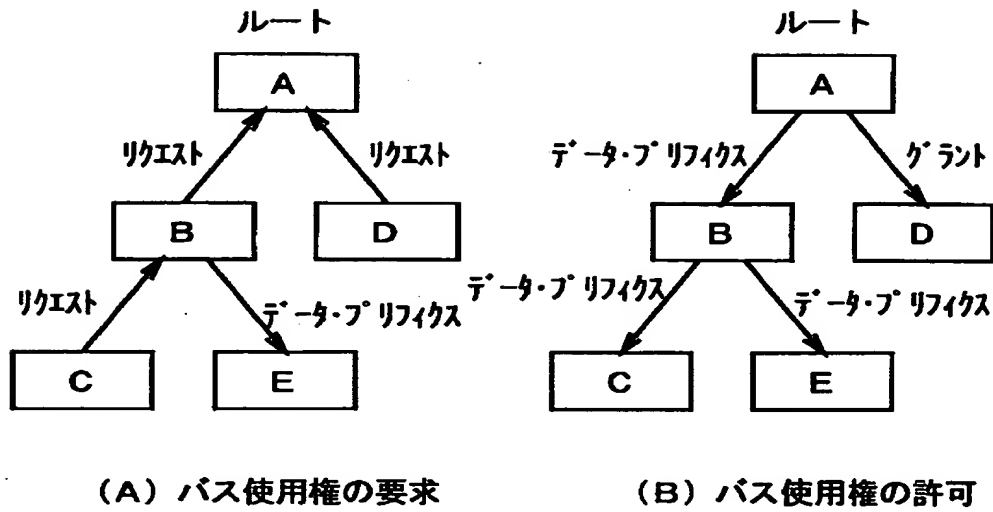 ルート
A
リクエスト
リクエスト
B
D
リクエスト
データ・プリフィクス
C
E
(A) バス使用権の要求
ルート
A
データ・プリフィクス
グラント
B
D
データ・プリフィクス
データ・プリフィクス
C
E
(B) バス使用権の許可